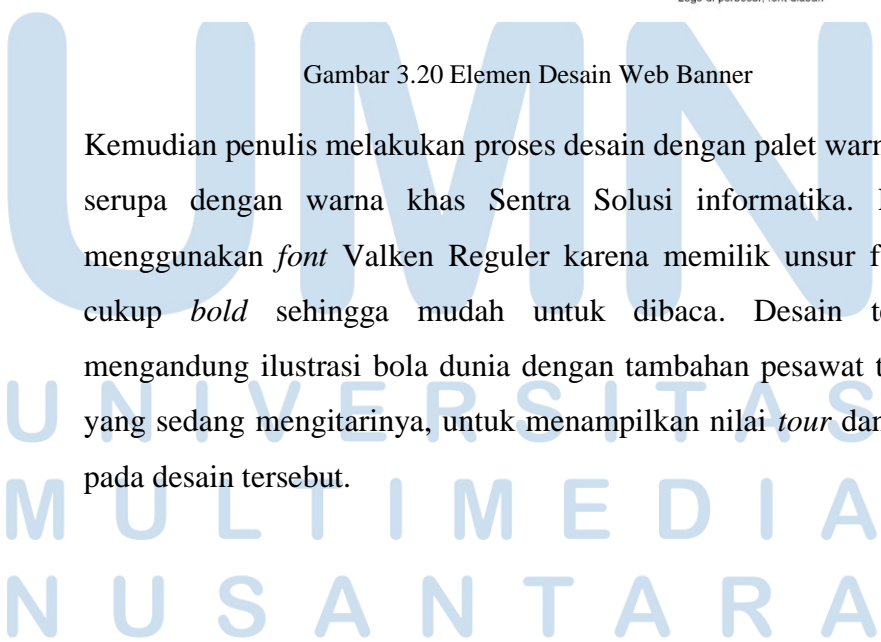 UMN
Gambar 3.20 Elemen Desain Web Banner
Kemudian penulis melakukan proses desain dengan palet warn
serupa dengan warna khas Sentra Solusi informatika.
menggunakan font Valken Reguler karena memilik unsur f
cukup bold sehingga mudah untuk dibaca. Desain t
mengandung ilustrasi bola dunia dengan tambahan pesawat t
yang sedang mengitarinya, untuk menampilkan nilai tour dan
pada desain tersebut.
UNIVERSITAS
MULTIMEDIA
NUSANTARA